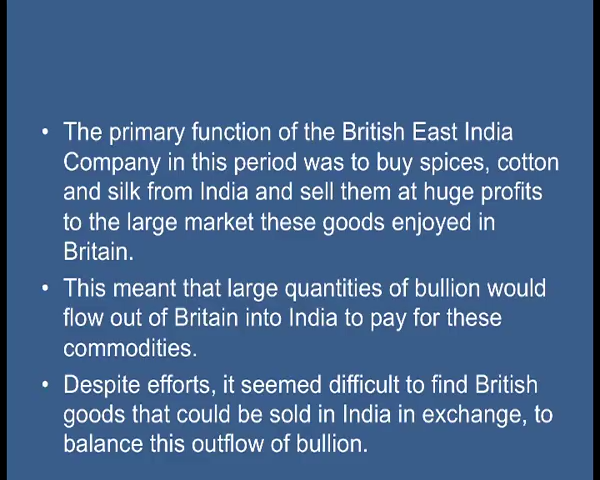 • The primary function of the British East India
Company in this period was to buy spices, cotton
and silk from India and sell them at huge profits
to the large market these goods enjoyed in
Britain.
• This meant that large quantities of bullion would
flow out of Britain into India to pay for these
commodities.
• Despite efforts, it seemed difficult to find British
goods that could be sold in India in exchange, to
balance this outflow of bullion.